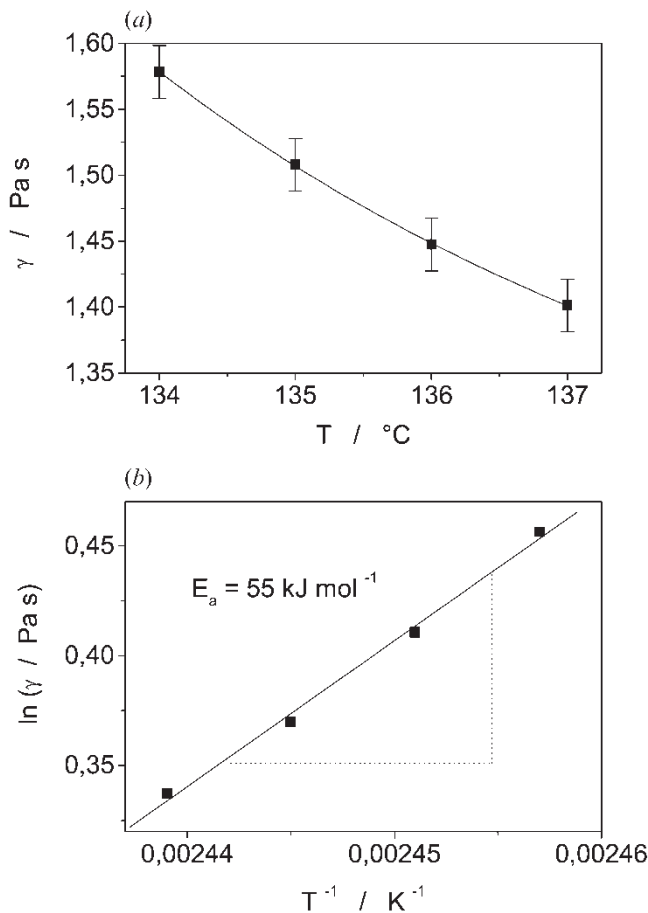 (a)
1,60
1,55
1,50
1,45
1,40
1,35
γ / Pa s
134 135 136 137
T / °C
(b)
0,45
0,40
0,35
ln (γ / Pa s)
E_a = 55 kJ mol⁻¹
0,00244 0,00245 0,00246
T⁻¹ / K⁻¹